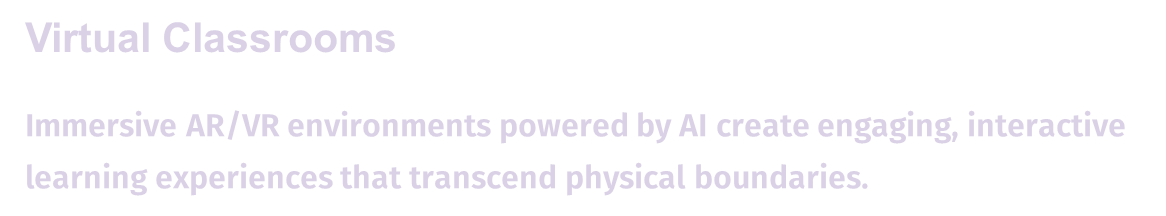 Virtual Classrooms
Immersive AR/VR environments powered by AI create engaging, interactive
learning experiences that transcend physical boundaries.